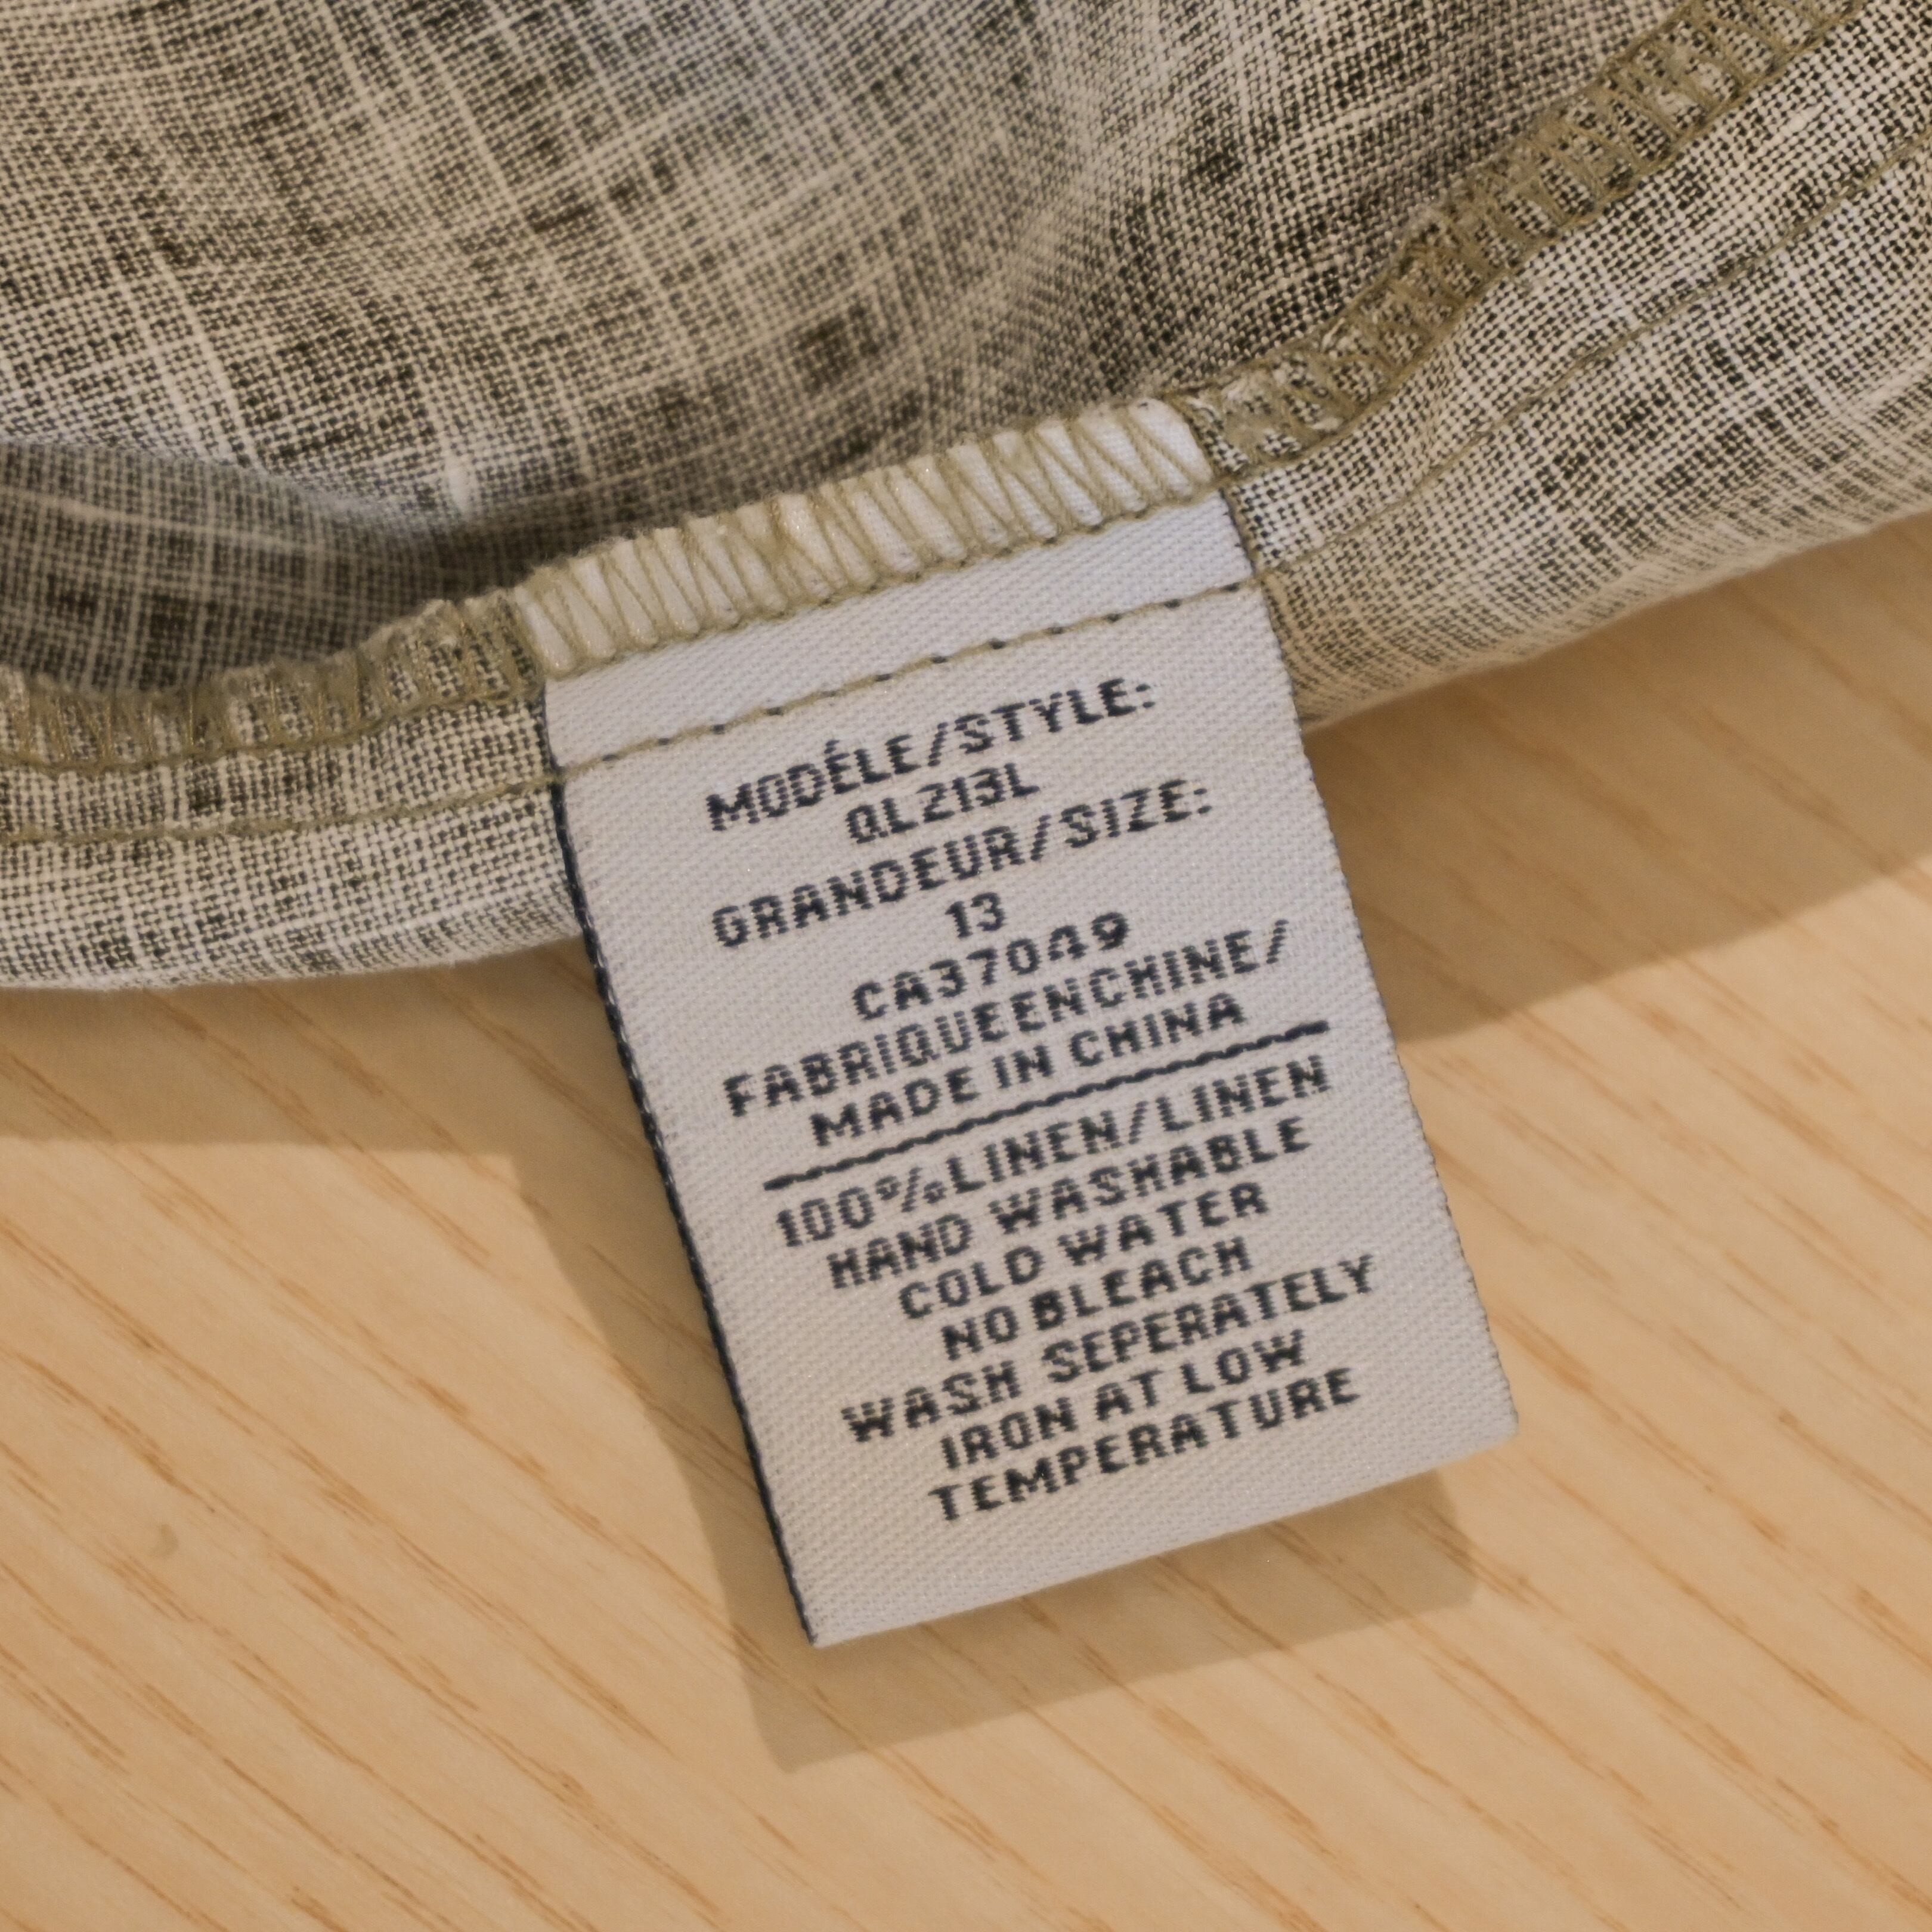 MODÉLE/STYLE:
QL213L
GRANDEUR/SIZE:
13
CA37049
FABRIQUEENCHINE/
MADE IN CHINA
100%LINEN/LINEN
HAND WASHABLE
COLD WATER
NO BLEACH
WASH SEPERATELY
IRON AT LOW
TEMPERATURE